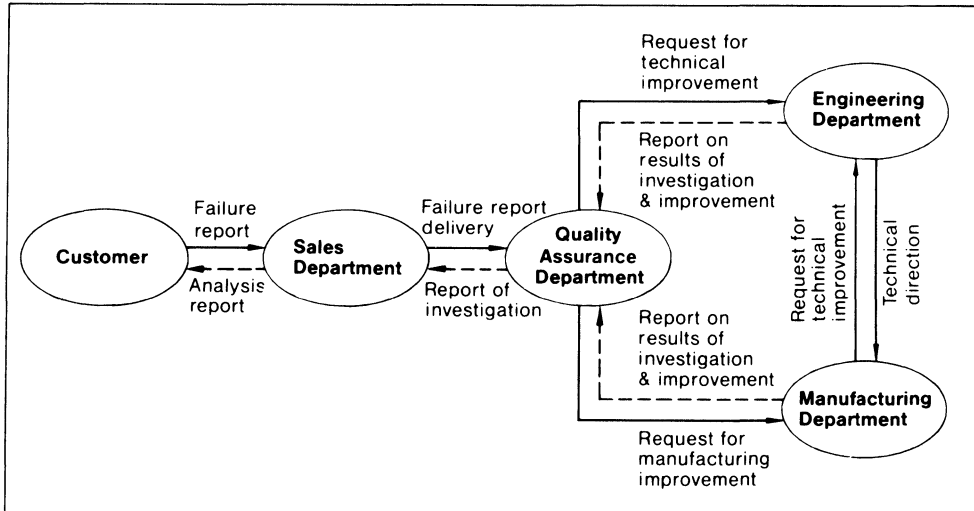 Customer
Failure
report
Analysis
report
Sales
Department
Failure report
delivery
Report of
investigation
Quality
Assurance
Department
Request for
technical
improvement
Report on
results of
investigation
& improvement
Engineering
Department
Request for
technical
improvement
Technical
direction
Report on
results of
investigation
& improvement
Manufacturing
Department
Request for
manufacturing
improvement